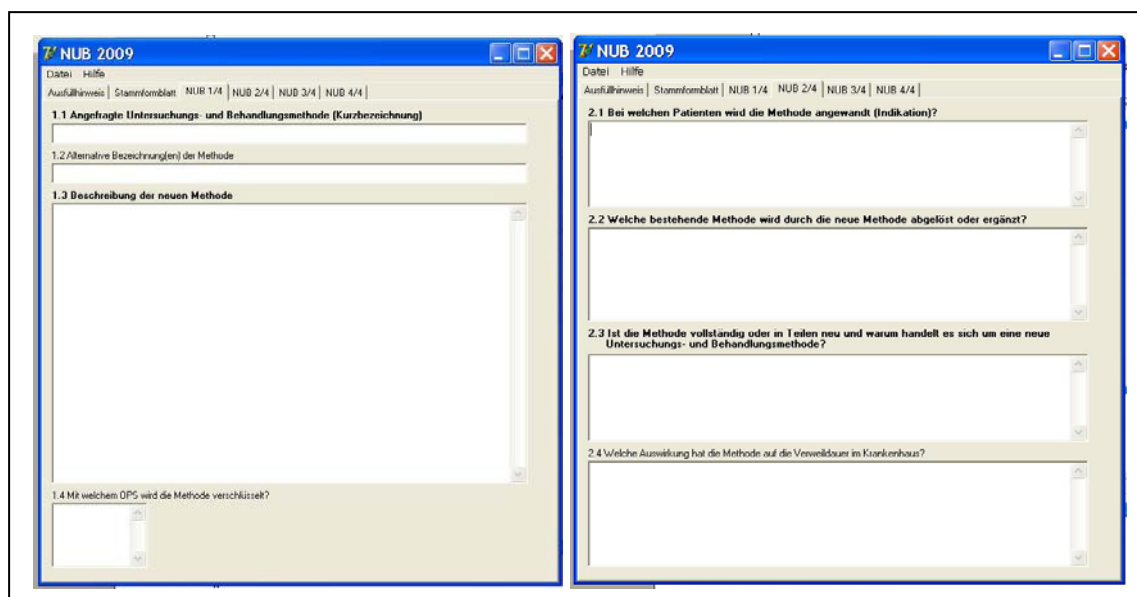 NUB 2009
Datei Hilfe
Ausfüllhinweis Stammformblatt NUB 1/4 NUB 2/4 NUB 3/4 NUB 4/4
1.1 Angefragte Untersuchungs- und Behandlungsmethode (Kurzbezeichnung)
1.2 Alternative Bezeichnung(en) der Methode
1.3 Beschreibung der neuen Methode
1.4 Mit welchem OPS wird die Methode verschlüsselt?
NUB 2009
Datei Hilfe
Ausfüllhinweis Stammformblatt NUB 1/4 NUB 2/4 NUB 3/4 NUB 4/4
2.1 Bei welchen Patienten wird die Methode angewandt (Indikation)?
2.2 Welche bestehende Methode wird durch die neue Methode abgelöst oder ergänzt?
2.3 Ist die Methode vollständig oder in Teilen neu und warum handelt es sich um eine neue
Untersuchungs- und Behandlungsmethode?
2.4 Welche Auswirkung hat die Methode auf die Verweildauer im Krankenhaus?